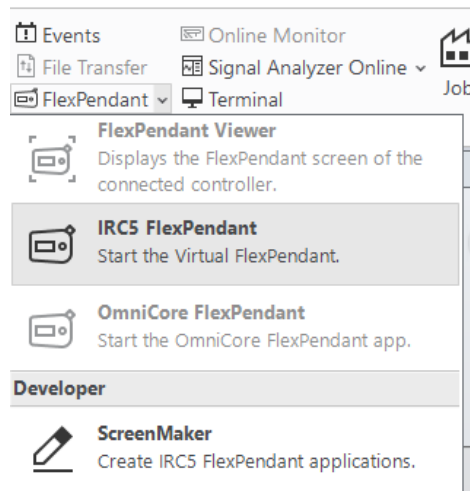 Events
Online Monitor
File Transfer
Signal Analyzer Online
FlexPendant
Terminal
Job
FlexPendant Viewer
Displays the FlexPendant screen of the
connected controller.
IRC5 FlexPendant
Start the Virtual FlexPendant.
OmniCore FlexPendant
Start the OmniCore FlexPendant app.
Developer
ScreenMaker
Create IRC5 FlexPendant applications.